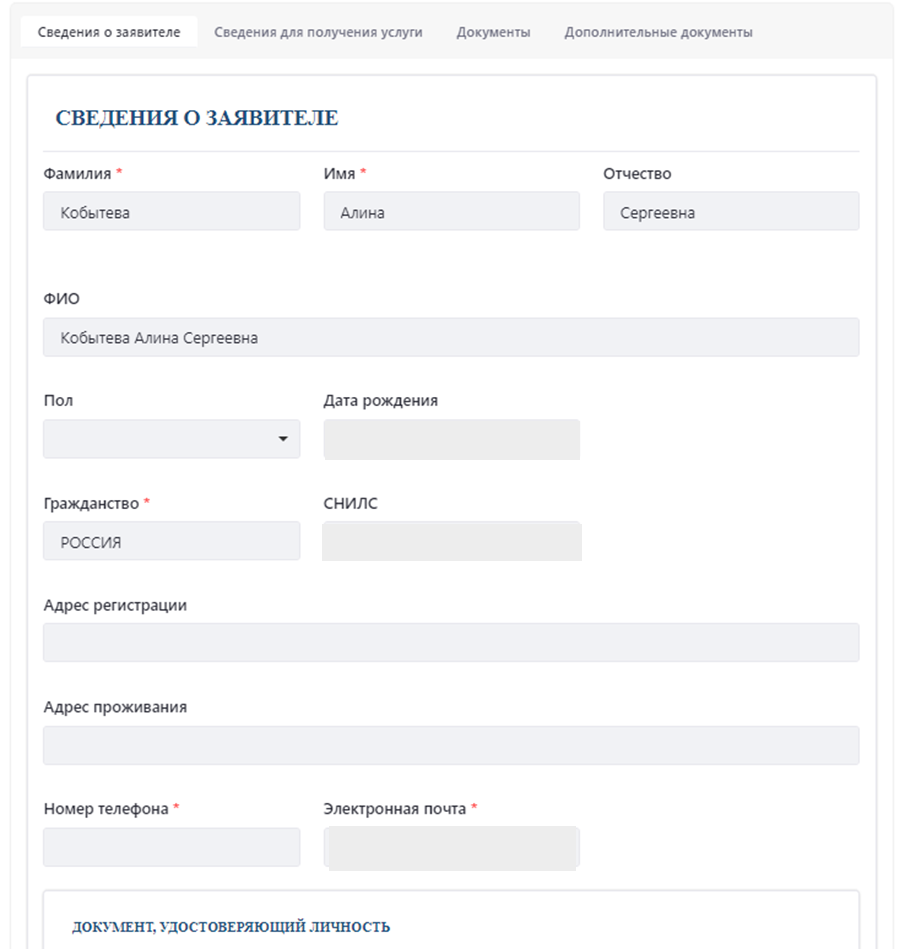 Сведения о заявителе Сведения для получения услуги Документы Дополнительные документы
СВЕДЕНИЯ О ЗАЯВИТЕЛЕ
Фамилия * Имя * Отчество
Кобытева Алина Сергеевна
ФИО
Кобытева Алина Сергеевна
Пол Дата рождения
Гражданство * СНИЛС
РОССИЯ
Адрес регистрации
Адрес проживания
Номер телефона * Электронная почта *
ДОКУМЕНТ, УДОСТОВЕРЯЮЩИЙ ЛИЧНОСТЬ